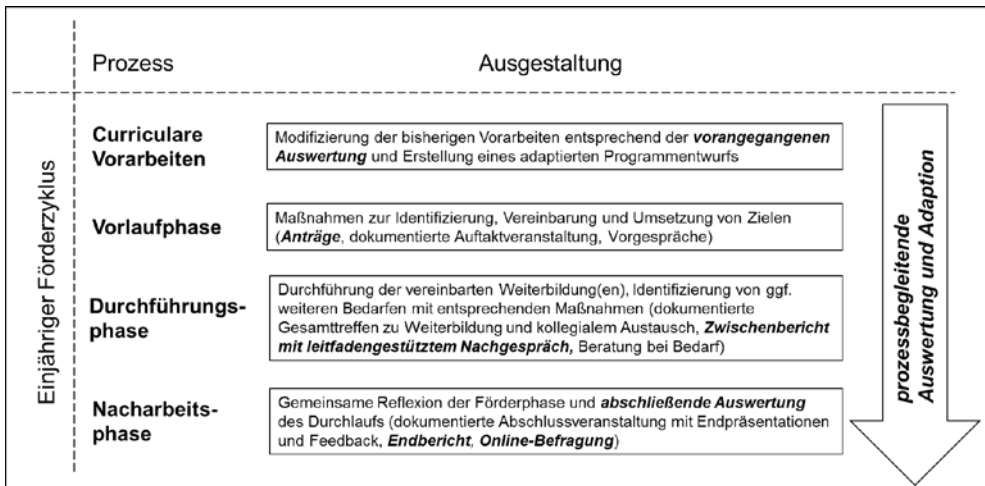 Prozess
Ausgestaltung
Einjähriger Förderzyklus
Curriculare
Vorarbeiten
Modifizierung der bisherigen Vorarbeiten entsprechend der vorangegangenen
Auswertung und Erstellung eines adaptierten Programmentwurfs
Vorlaufphase
Maßnahmen zur Identifizierung, Vereinbarung und Umsetzung von Zielen
(Anträge, dokumentierte Auftaktveranstaltung, Vorgespräche)
Durchführungs-
phase
Durchführung der vereinbarten Weiterbildung(en), Identifizierung von ggf.
weiteren Bedarfen mit entsprechenden Maßnahmen (dokumentierte
Gesamttreffen zu Weiterbildung und kollegialem Austausch, Zwischenbericht
mit leitfadengestütztem Nachgespräch, Beratung bei Bedarf)
Nacharbeits-
phase
Gemeinsame Reflexion der Förderphase und abschließende Auswertung
des Durchlaufs (dokumentierte Abschlussveranstaltung mit Endpräsentationen
und Feedback, Endbericht, Online-Befragung)
prozessbegleitende
Auswertung und Adaption